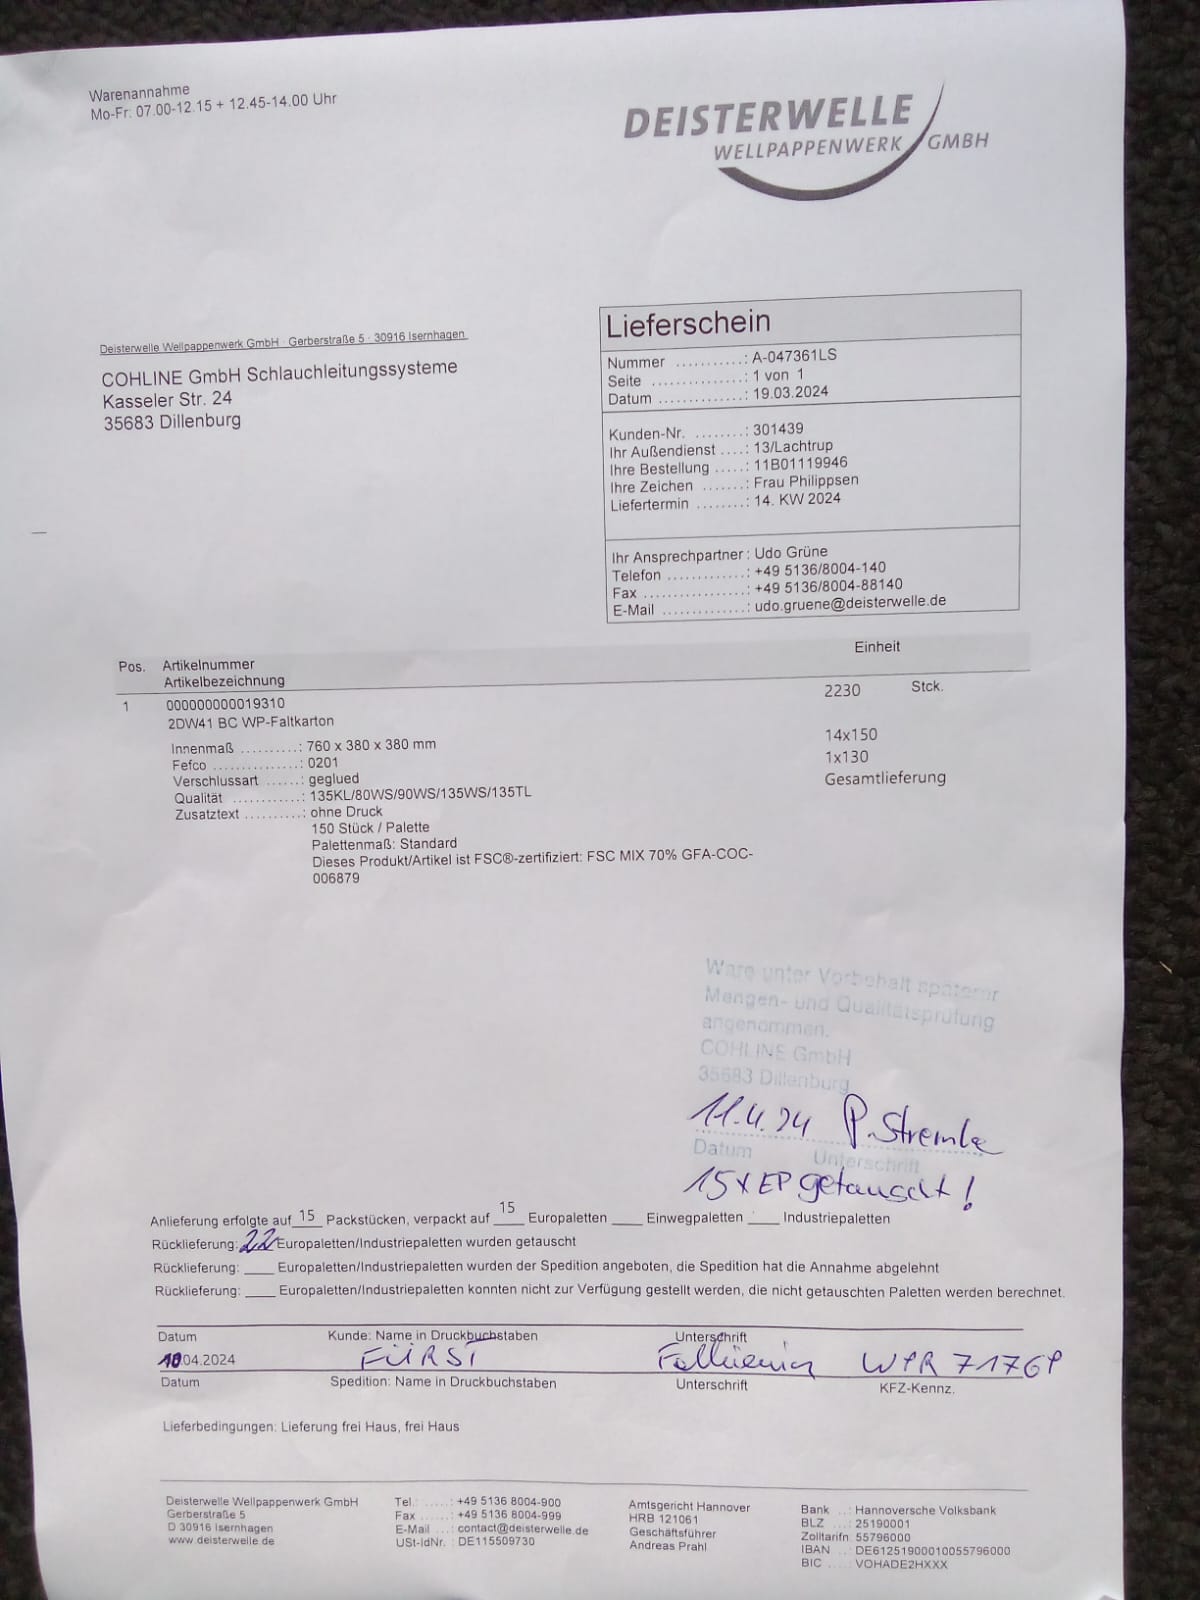 Warenannahme
Mo-Fr: 07.00-12.15 + 12.45-14.00 Uhr
DEISTERWELLE
WELLPAPPENWERK GMBH
Deisterwelle Wellpappenwerk GmbH · Gerberstraße 5 · 30916 Isernhagen
COHLINE GmbH Schlauchleitungssysteme
Kasseler Str. 24
35683 Dillenburg
Lieferschein
Nummer ...........: A-047361LS
Seite ...............: 1 von 1
Datum .............: 19.03.2024
Kunden-Nr. ........: 301439
Ihr Außendienst ....: 13/Lachtrup
Ihre Bestellung .....: 11B01119946
Ihre Zeichen .......: Frau Philippsen
Liefertermin ........: 14. KW 2024
Ihr Ansprechpartner : Udo Grüne
Telefon ............: +49 5136/8004-140
Fax ................: +49 5136/8004-88140
E-Mail .............: udo.gruene@deisterwelle.de
Pos. Artikelnummer Einheit
Artikelbezeichnung
1 000000000019310 2230 Stck.
2DW41 BC WP-Faltkarton
Innenmaß ..........: 760 x 380 x 380 mm 14x150
Fefco ..............: 0201 1x130
Verschlussart ......: geglued Gesamtlieferung
Qualität ...........: 135KL/80WS/90WS/135WS/135TL
Zusatztext ..........: ohne Druck
150 Stück / Palette
Palettenmaß: Standard
Dieses Produkt/Artikel ist FSC®-zertifiziert: FSC MIX 70% GFA-COC-
006879
Ware unter Vorbehalt späterer
Mengen- und Qualitätsprüfung
angenommen.
COHLINE GmbH
35683 Dillenburg
11.4.24 P.Stremke
Datum Unterschrift
15x EP getauscht!
Anlieferung erfolgte auf 15 Packstücken, verpackt auf 15 Europaletten ____ Einwegpaletten ____ Industriepaletten
Rücklieferung: 22 Europaletten/Industriepaletten wurden getauscht
Rücklieferung: ____ Europaletten/Industriepaletten wurden der Spedition angeboten, die Spedition hat die Annahme abgelehnt
Rücklieferung: ____ Europaletten/Industriepaletten konnten nicht zur Verfügung gestellt werden, die nicht getauschten Paletten werden berechnet.
Datum Kunde: Name in Druckbuchstaben Unterschrift
10.04.2024 FÜRST WPR 7176P
Datum Spedition: Name in Druckbuchstaben Unterschrift KFZ-Kennz.
Lieferbedingungen: Lieferung frei Haus, frei Haus
Deisterwelle Wellpappenwerk GmbH
Gerberstraße 5
D 30916 Isernhagen
www.deisterwelle.de
Tel. .....: +49 5136 8004-900
Fax .....: +49 5136 8004-999
E-Mail ...: contact@deisterwelle.de
USt-IdNr. : DE115509730
Amtsgericht Hannover
HRB 121061
Geschäftsführer
Andreas Prahl
Bank ..: Hannoversche Volksbank
BLZ ...: 25190001
Zolltarifn. 55796000
IBAN ..: DE61251900010055796000
BIC ....: VOHADE2HXXX